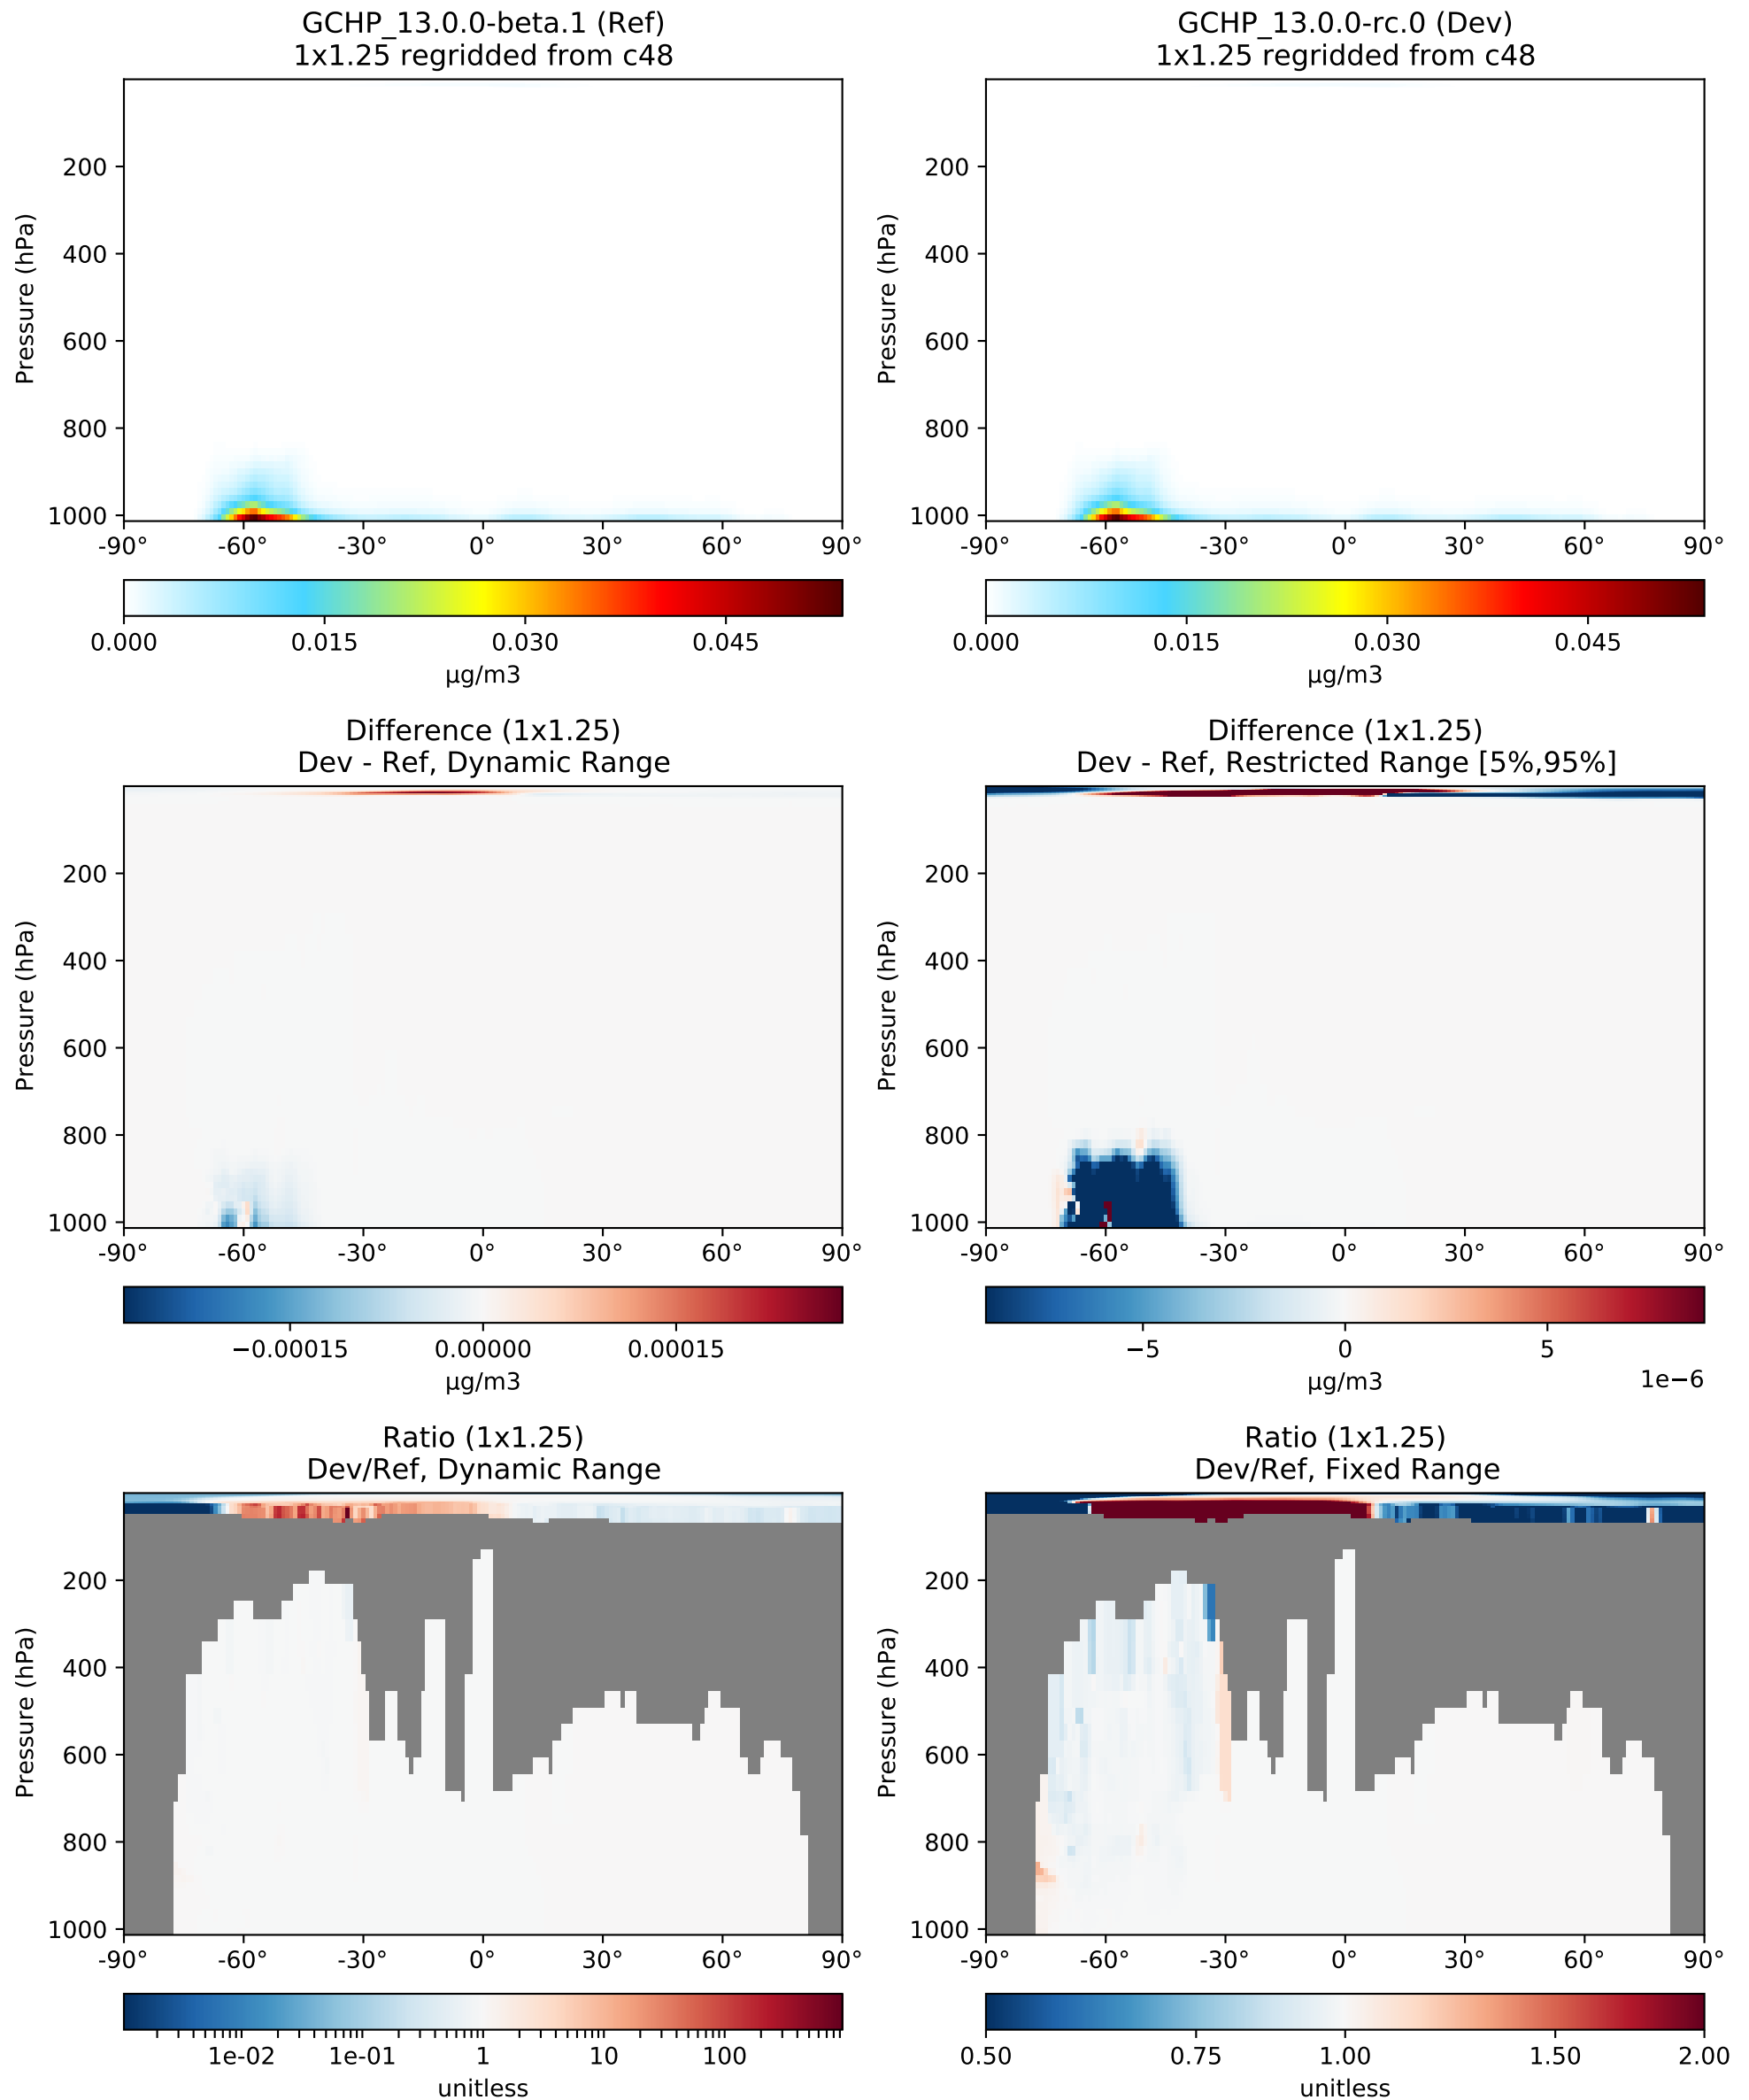 GCHP_13.0.0-beta.1 (Ref)
1x1.25 regridded from c48
GCHP_13.0.0-rc.0 (Dev)
1x1.25 regridded from c48
Pressure (hPa)
200
400
600
800
1000
-90° -60° -30° 0° 30° 60° 90°
0.000 0.015 0.030 0.045
μg/m3
Pressure (hPa)
200
400
600
800
1000
-90° -60° -30° 0° 30° 60° 90°
0.000 0.015 0.030 0.045
μg/m3
Difference (1x1.25)
Dev - Ref, Dynamic Range
Difference (1x1.25)
Dev - Ref, Restricted Range [5%,95%]
Pressure (hPa)
200
400
600
800
1000
-90° -60° -30° 0° 30° 60° 90°
−0.00015 0.00000 0.00015
μg/m3
Pressure (hPa)
200
400
600
800
1000
-90° -60° -30° 0° 30° 60° 90°
−5 0 5
1e−6
μg/m3
Ratio (1x1.25)
Dev/Ref, Dynamic Range
Ratio (1x1.25)
Dev/Ref, Fixed Range
Pressure (hPa)
200
400
600
800
1000
-90° -60° -30° 0° 30° 60° 90°
1e-02 1e-01 1 10 100
unitless
Pressure (hPa)
200
400
600
800
1000
-90° -60° -30° 0° 30° 60° 90°
0.50 0.75 1.00 1.50 2.00
unitless